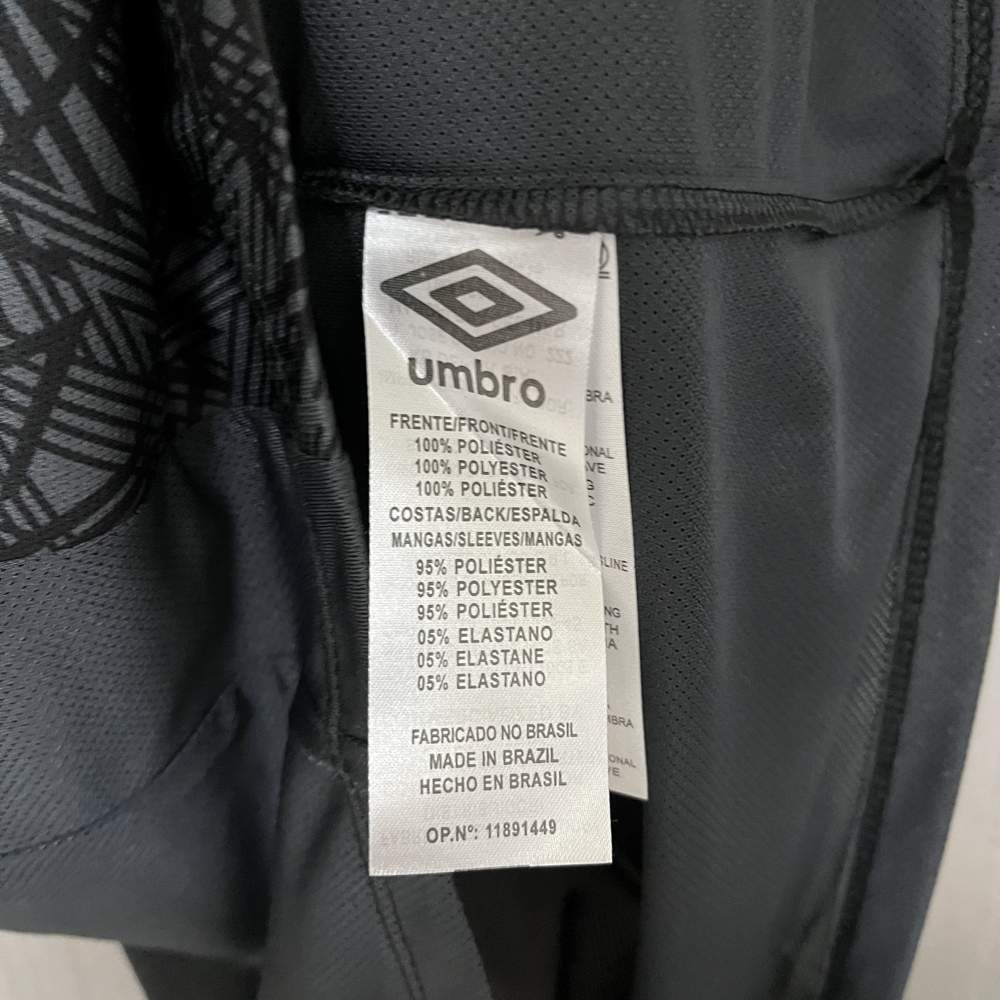 umbro
FRENTE/FRONT/FRENTE
100% POLIÉSTER
100% POLYESTER
100% POLIÉSTER
COSTAS/BACK/ESPALDA
MANGAS/SLEEVES/MANGAS
95% POLIÉSTER
95% POLYESTER
95% POLIÉSTER
05% ELASTANO
05% ELASTANE
05% ELASTANO
FABRICADO NO BRASIL
MADE IN BRAZIL
HECHO EN BRASIL
OP.Nº: 11891449